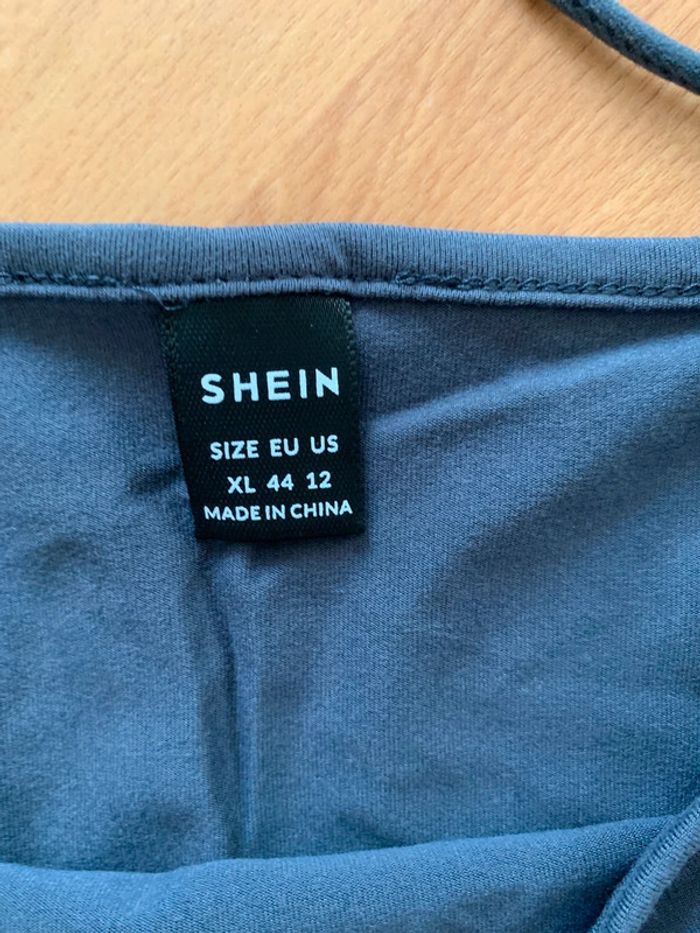 SHEIN
SIZE EU US
XL 44 12
MADE IN CHINA